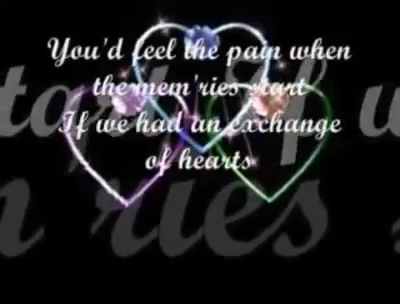 You'd feel the pain when
the mem'ries start
If we had an exchange
of hearts